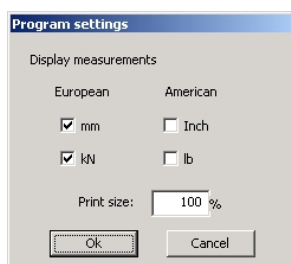 Program settings
Display measurements
European American
mm Inch
kN lb
Print size: 100 %
Ok Cancel